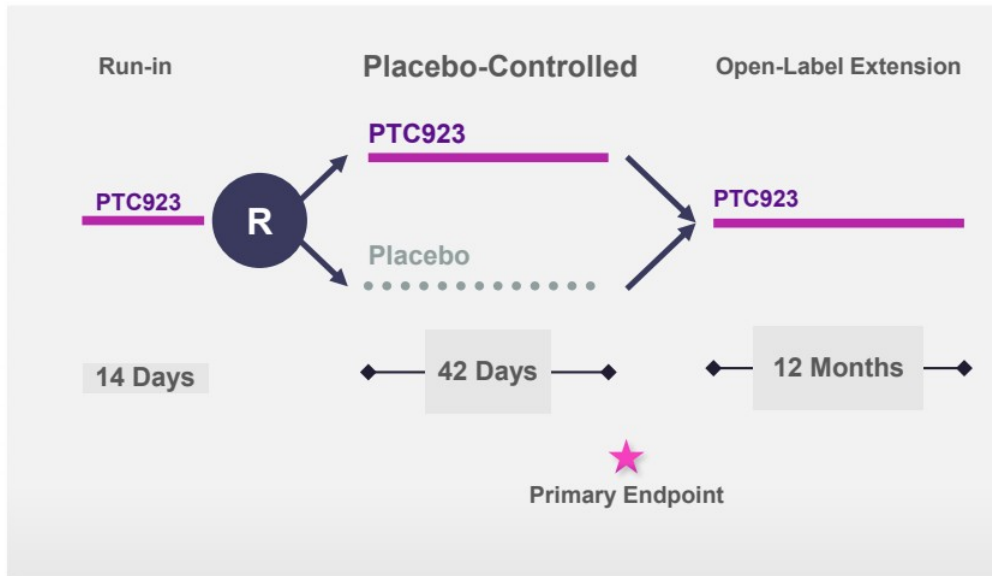 Run-in
Placebo-Controlled
Open-Label Extension
PTC923
PTC923
R
PTC923
Placebo
14 Days
42 Days
12 Months
Primary Endpoint